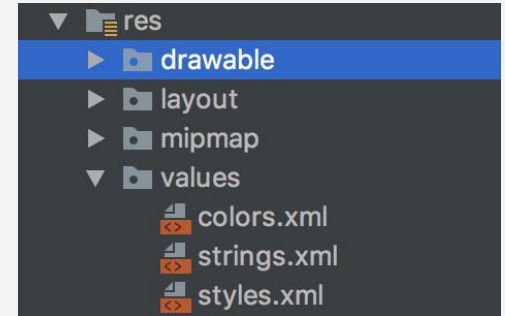 res
drawable
layout
mipmap
values
colors.xml
strings.xml
styles.xml